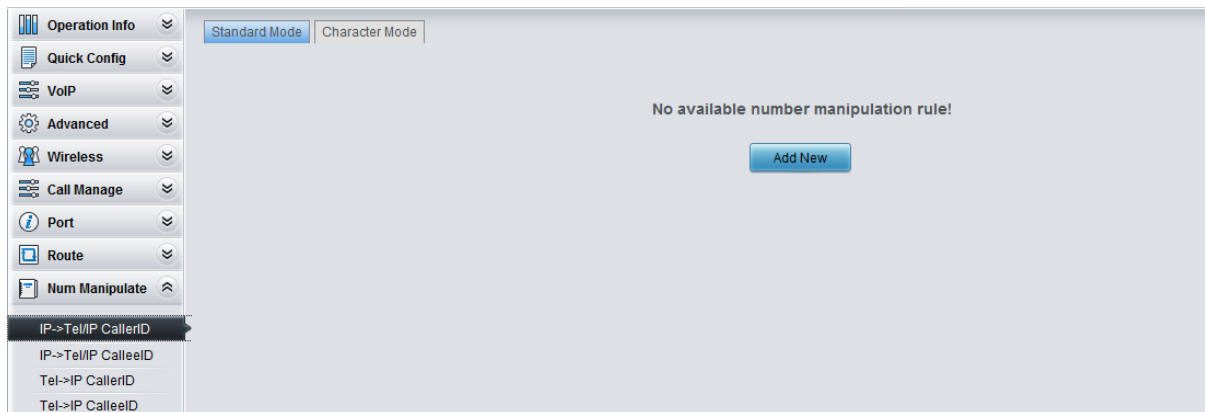 Operation Info
Quick Config
VoIP
Advanced
Wireless
Call Manage
Port
Route
Num Manipulate
IP->Tel/IP CallerID
IP->Tel/IP CalleeID
Tel->IP CallerID
Tel->IP CalleeID
Standard Mode
Character Mode
No available number manipulation rule!
Add New